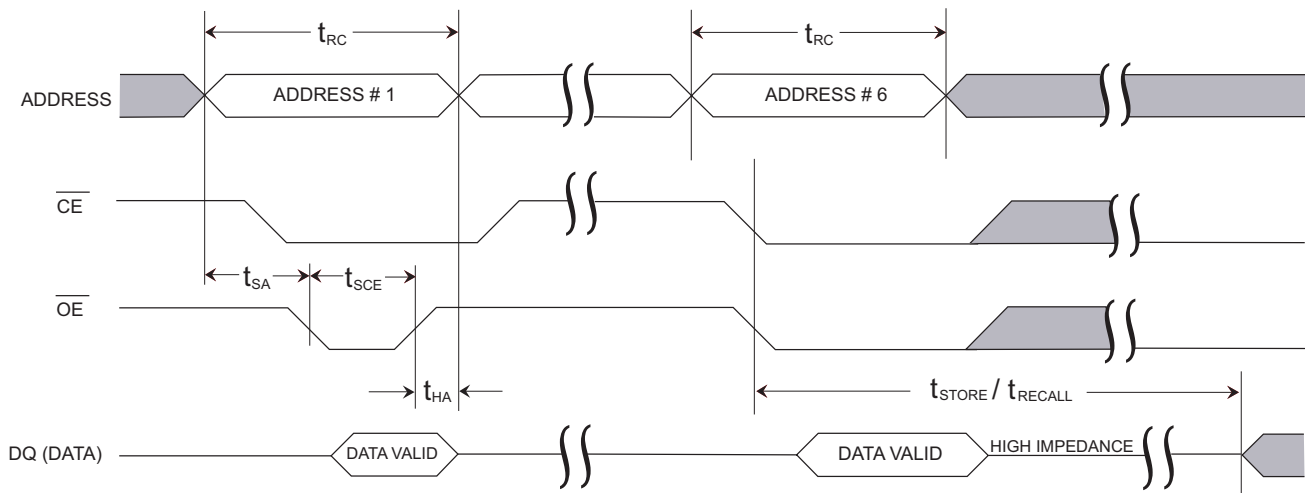 tRC tRC
ADDRESS ADDRESS # 1 ADDRESS # 6
CE
tSA tSCE
OE
tHA tSTORE / tRECALL
DQ (DATA) DATA VALID DATA VALID HIGH IMPEDANCE